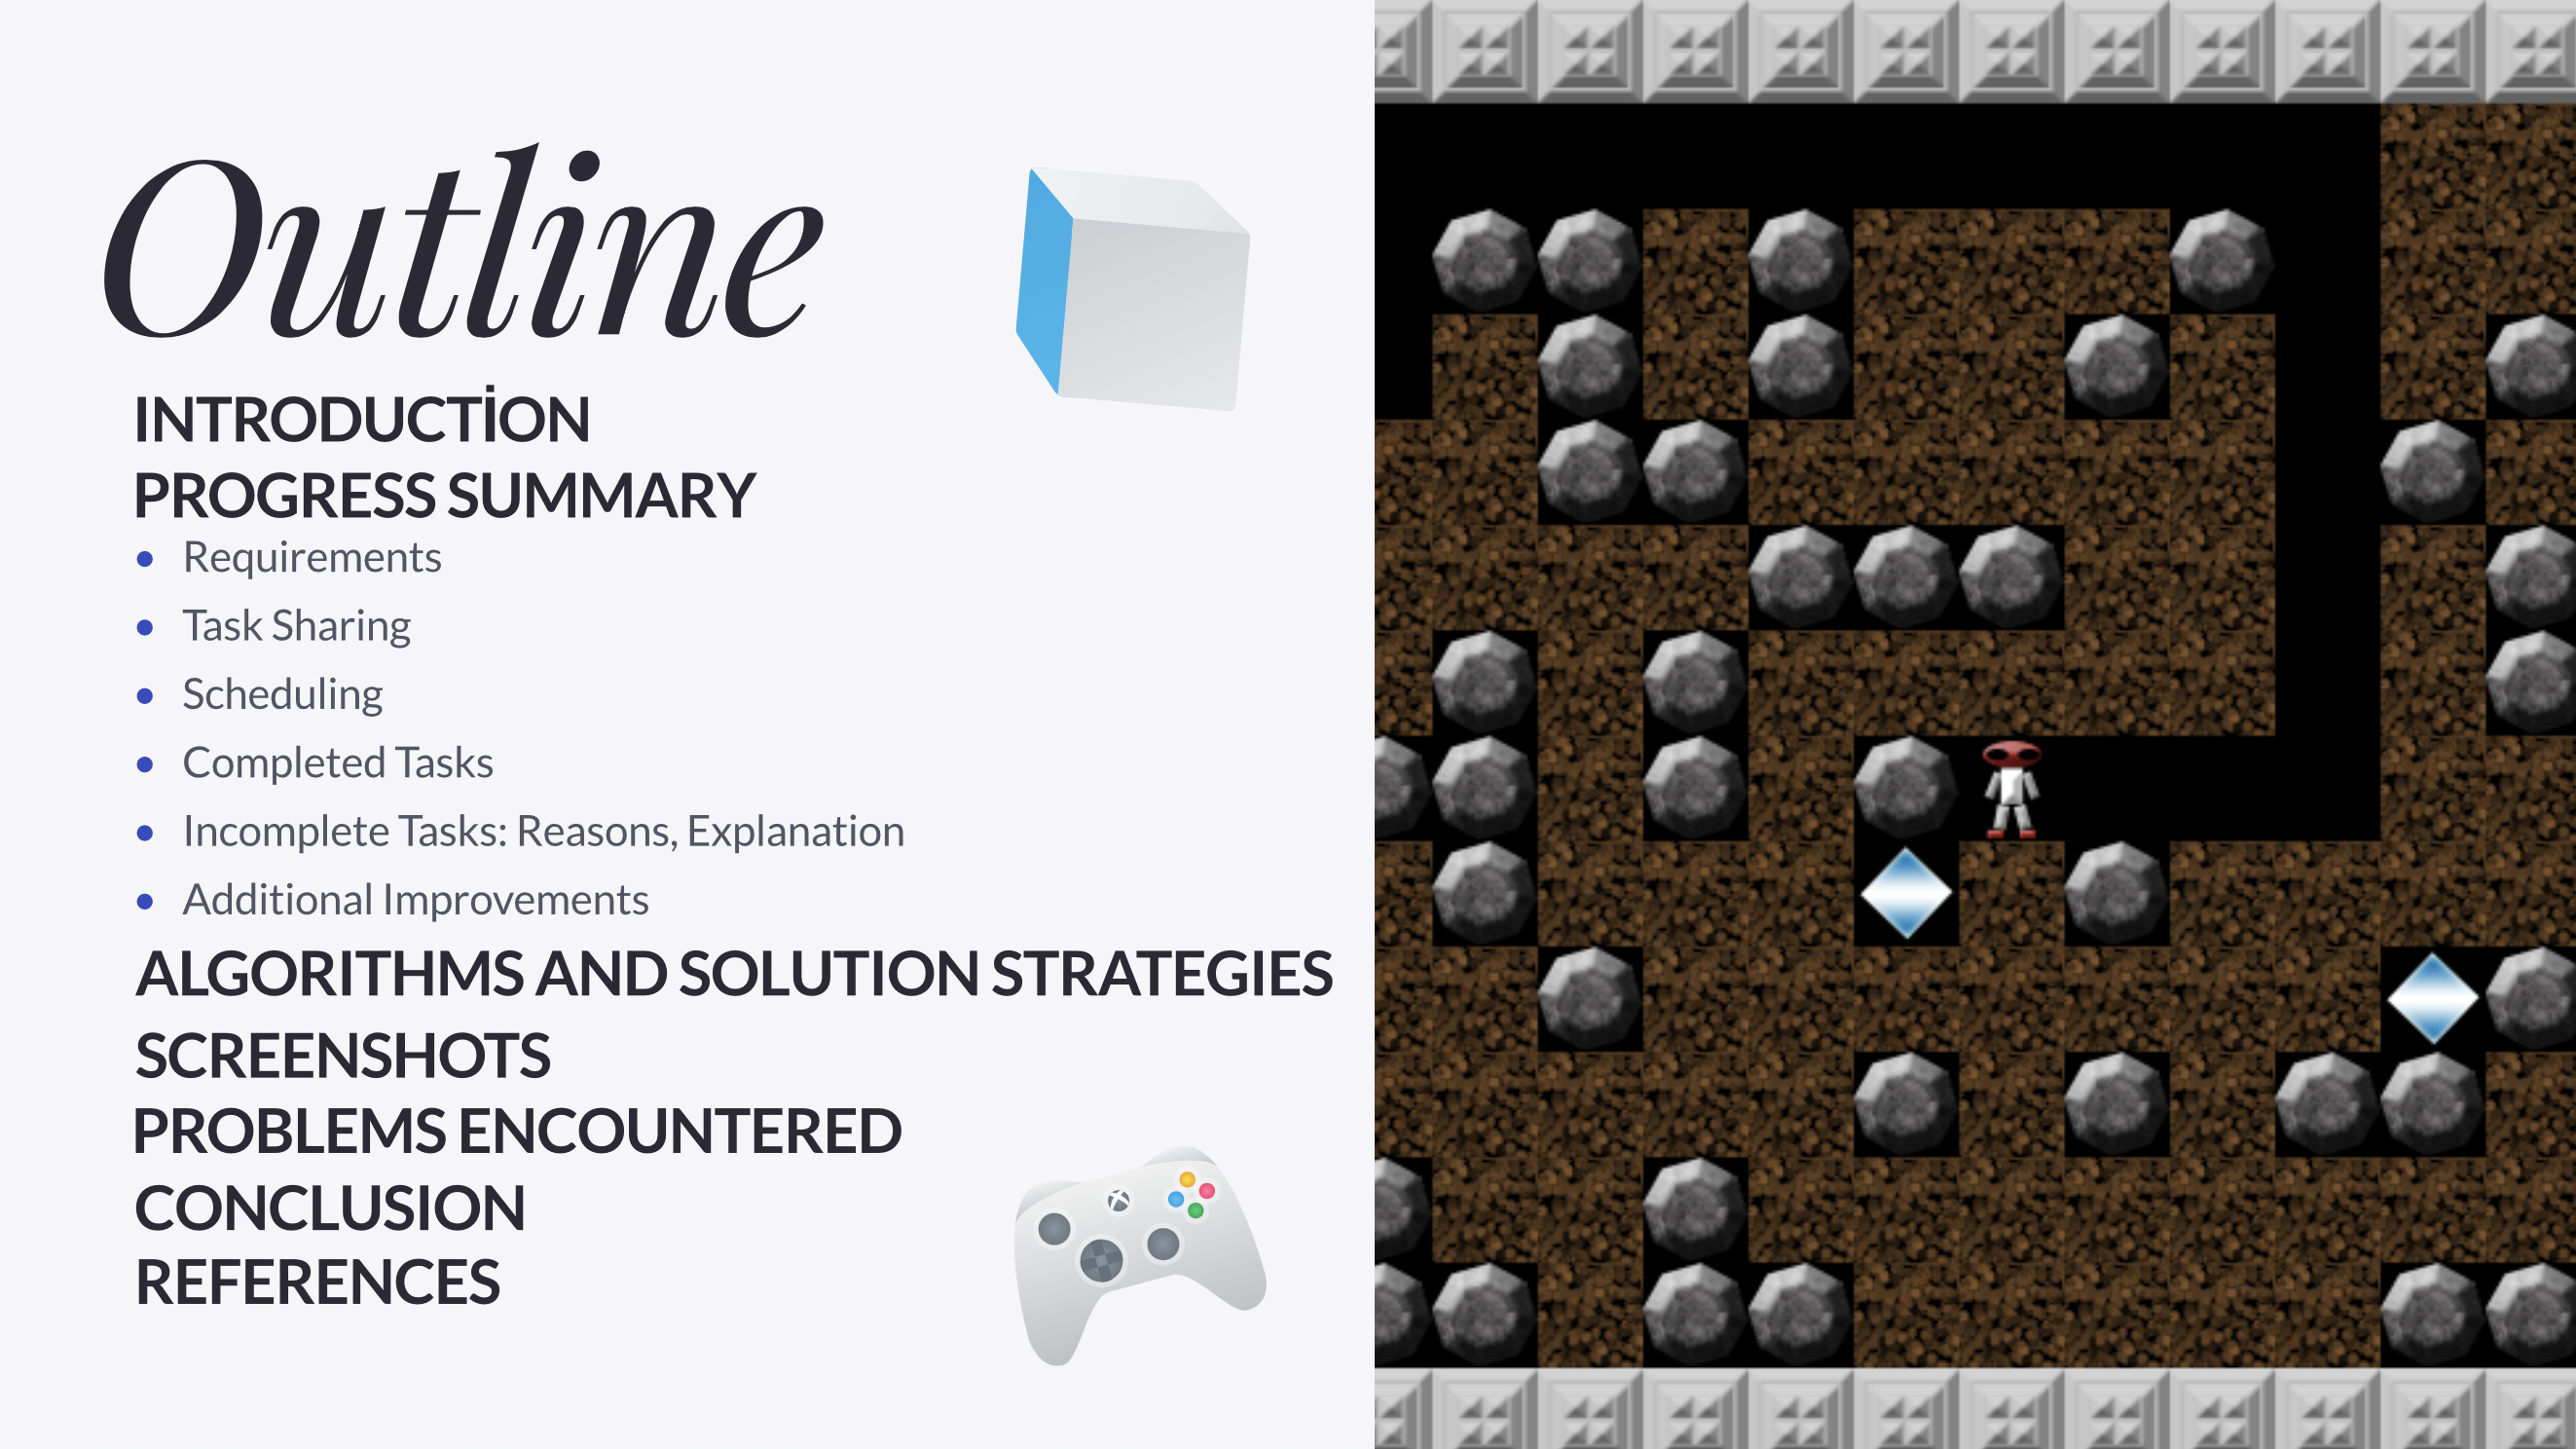 Outline
INTRODUCTİON
PROGRESS SUMMARY
• Requirements
• Task Sharing
• Scheduling
• Completed Tasks
• Incomplete Tasks: Reasons, Explanation
• Additional Improvements
ALGORITHMS AND SOLUTION STRATEGIES
SCREENSHOTS
PROBLEMS ENCOUNTERED
CONCLUSION
REFERENCES